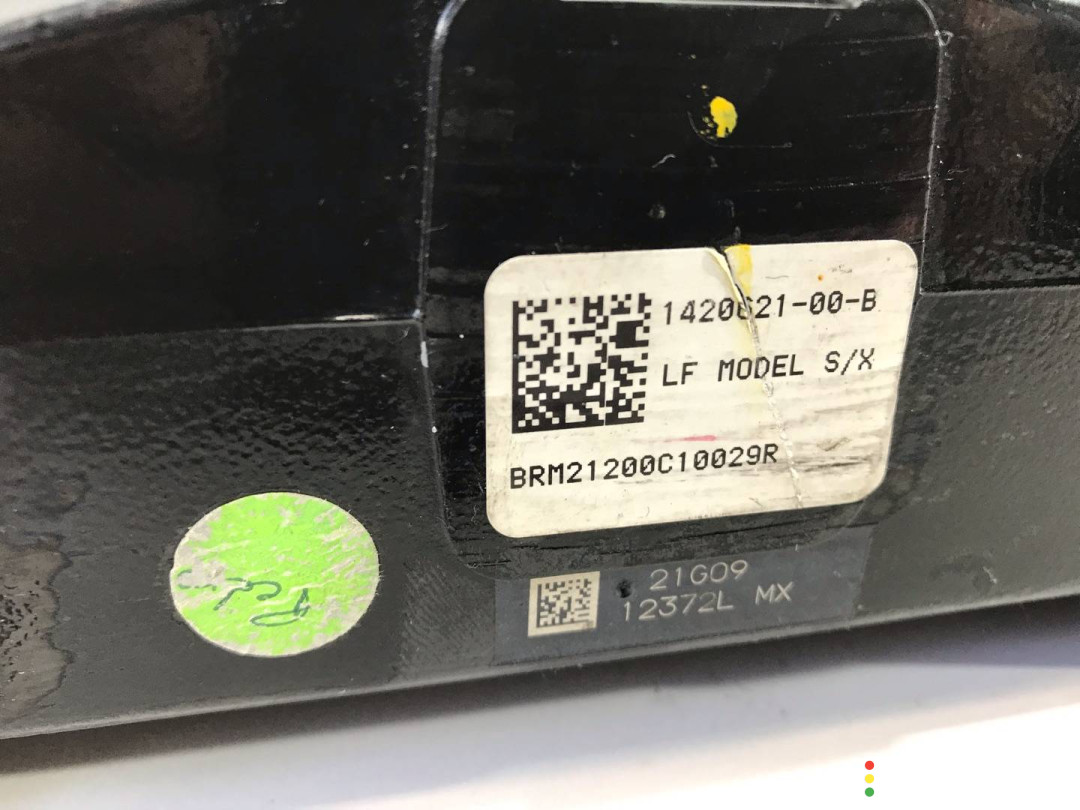 1420621-00-B
LF MODEL S/X
BRM21200C10029R
21G09
12372L MX